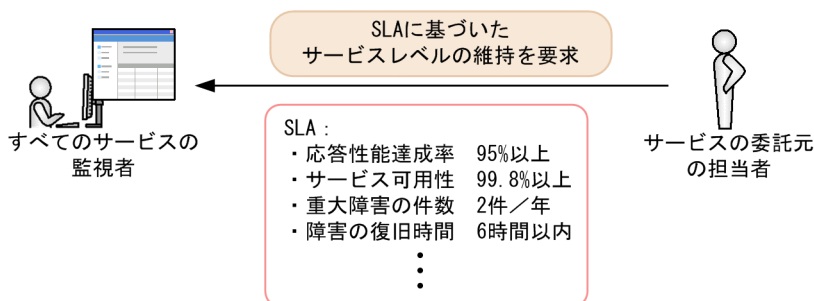 SLAに基づいた
サービスレベルの維持を要求
すべてのサービスの
監視者
サービスの委託元
の担当者
SLA：
・応答性能達成率　95%以上
・サービス可用性　99.8%以上
・重大障害の件数　2件／年
・障害の復旧時間　6時間以内
・
・
・